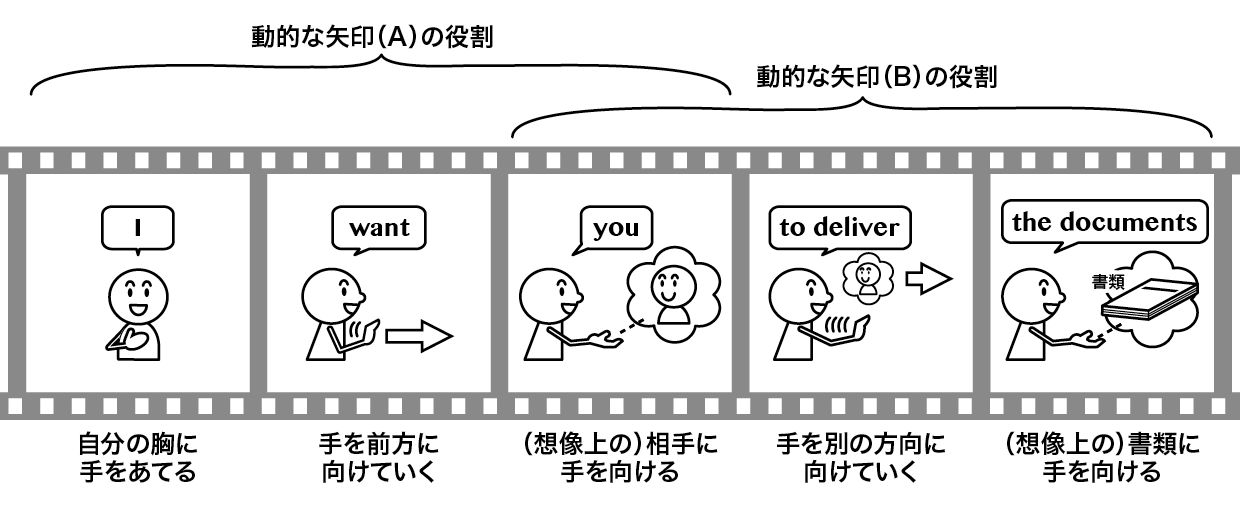 動的な矢印（A）の役割
動的な矢印（B）の役割
I
want
you
to deliver
the documents
書類
自分の胸に
手をあてる
手を前方に
向けていく
（想像上の）相手に
手を向ける
手を別の方向に
向けていく
（想像上の）書類に
手を向ける